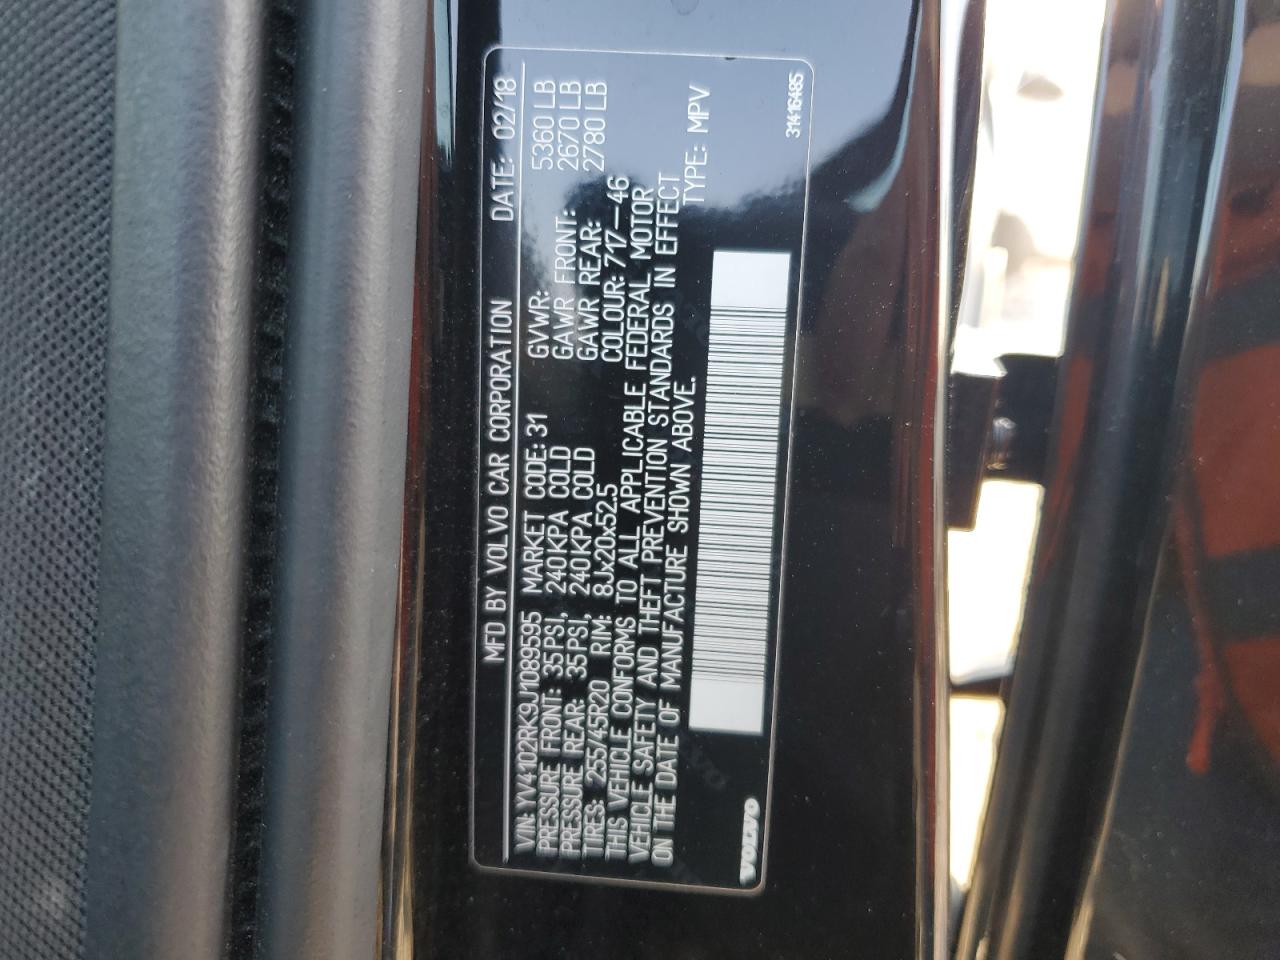 MFD BY VOLVO CAR CORPORATION DATE: 02/18
VIN: YV4102RK9J1089595 MARKET CODE: 31 GVWR: 5360 LB
PRESSURE FRONT: 35PSI, 240KPA COLD GAWR FRONT: 2670 LB
PRESSURE REAR: 35PSI, 240KPA COLD GAWR REAR: 2780 LB
TIRES: 255/45R20 RIM: 8Jx20x52.5 COLOUR: 717-46
THIS VEHICLE CONFORMS TO ALL APPLICABLE FEDERAL MOTOR
VEHICLE SAFETY AND THEFT PREVENTION STANDARDS IN EFFECT
ON THE DATE OF MANUFACTURE SHOWN ABOVE. TYPE: MPV
VOLVO 31416485